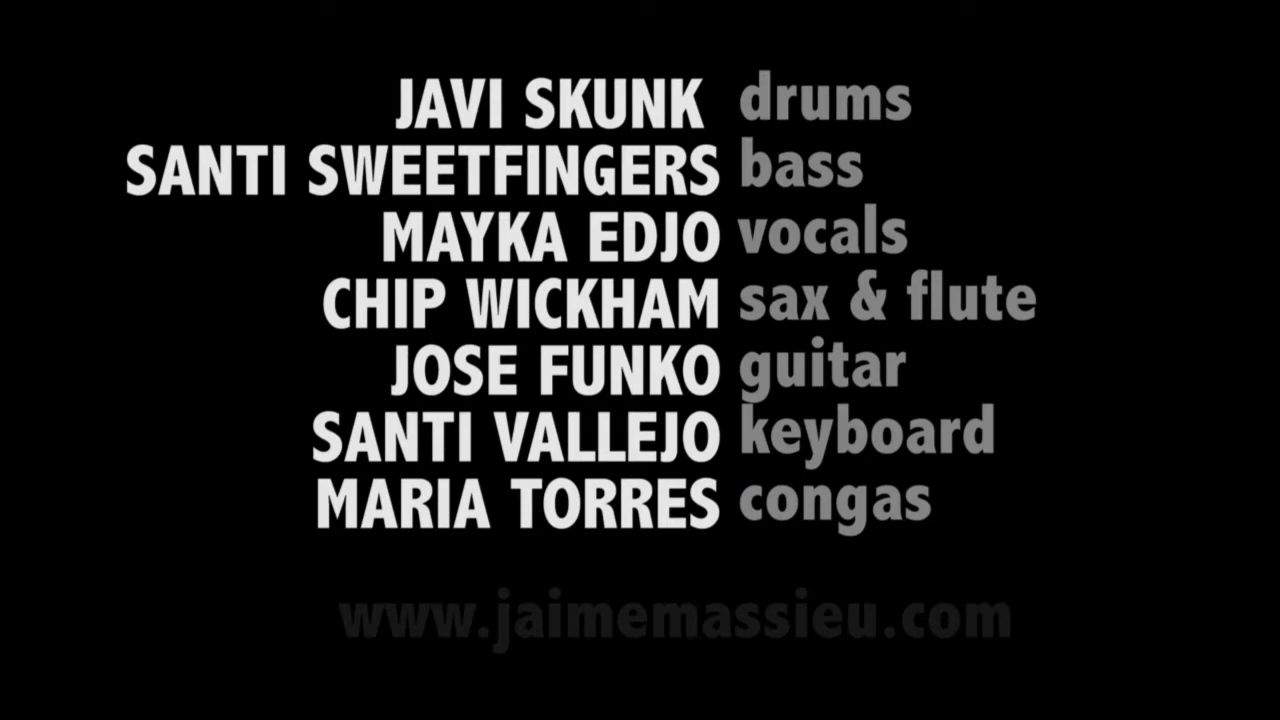 JAVI SKUNK drums
SANTI SWEETFINGERS bass
MAYKA EDJO vocals
CHIP WICKHAM sax & flute
JOSE FUNKO guitar
SANTI VALLEJO keyboard
MARIA TORRES congas
www.jaimemassieu.com